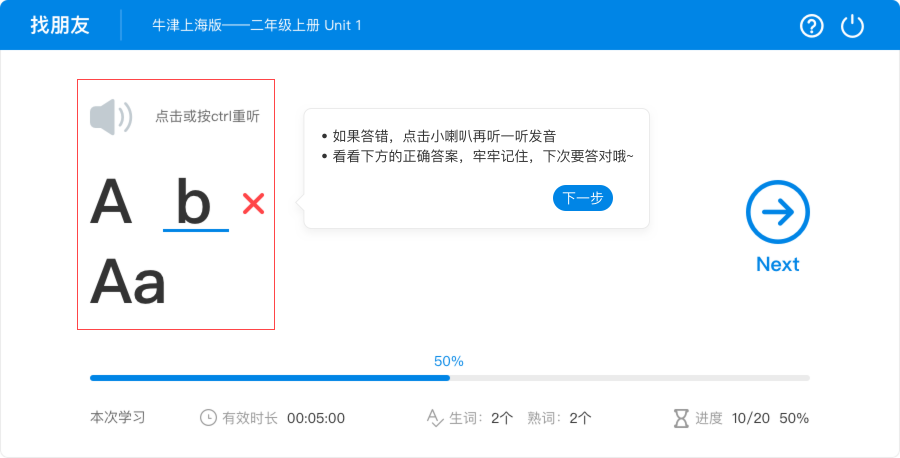 找朋友
牛津上海版——二年级上册 Unit 1
点击或按ctrl重听
A b
Aa
• 如果答错，点击小喇叭再听一听发音
• 看看下方的正确答案，牢牢记住，下次要答对哦~
下一步
Next
50%
本次学习 有效时长 00:05:00 生词：2个 熟词：2个 进度 10/20 50%